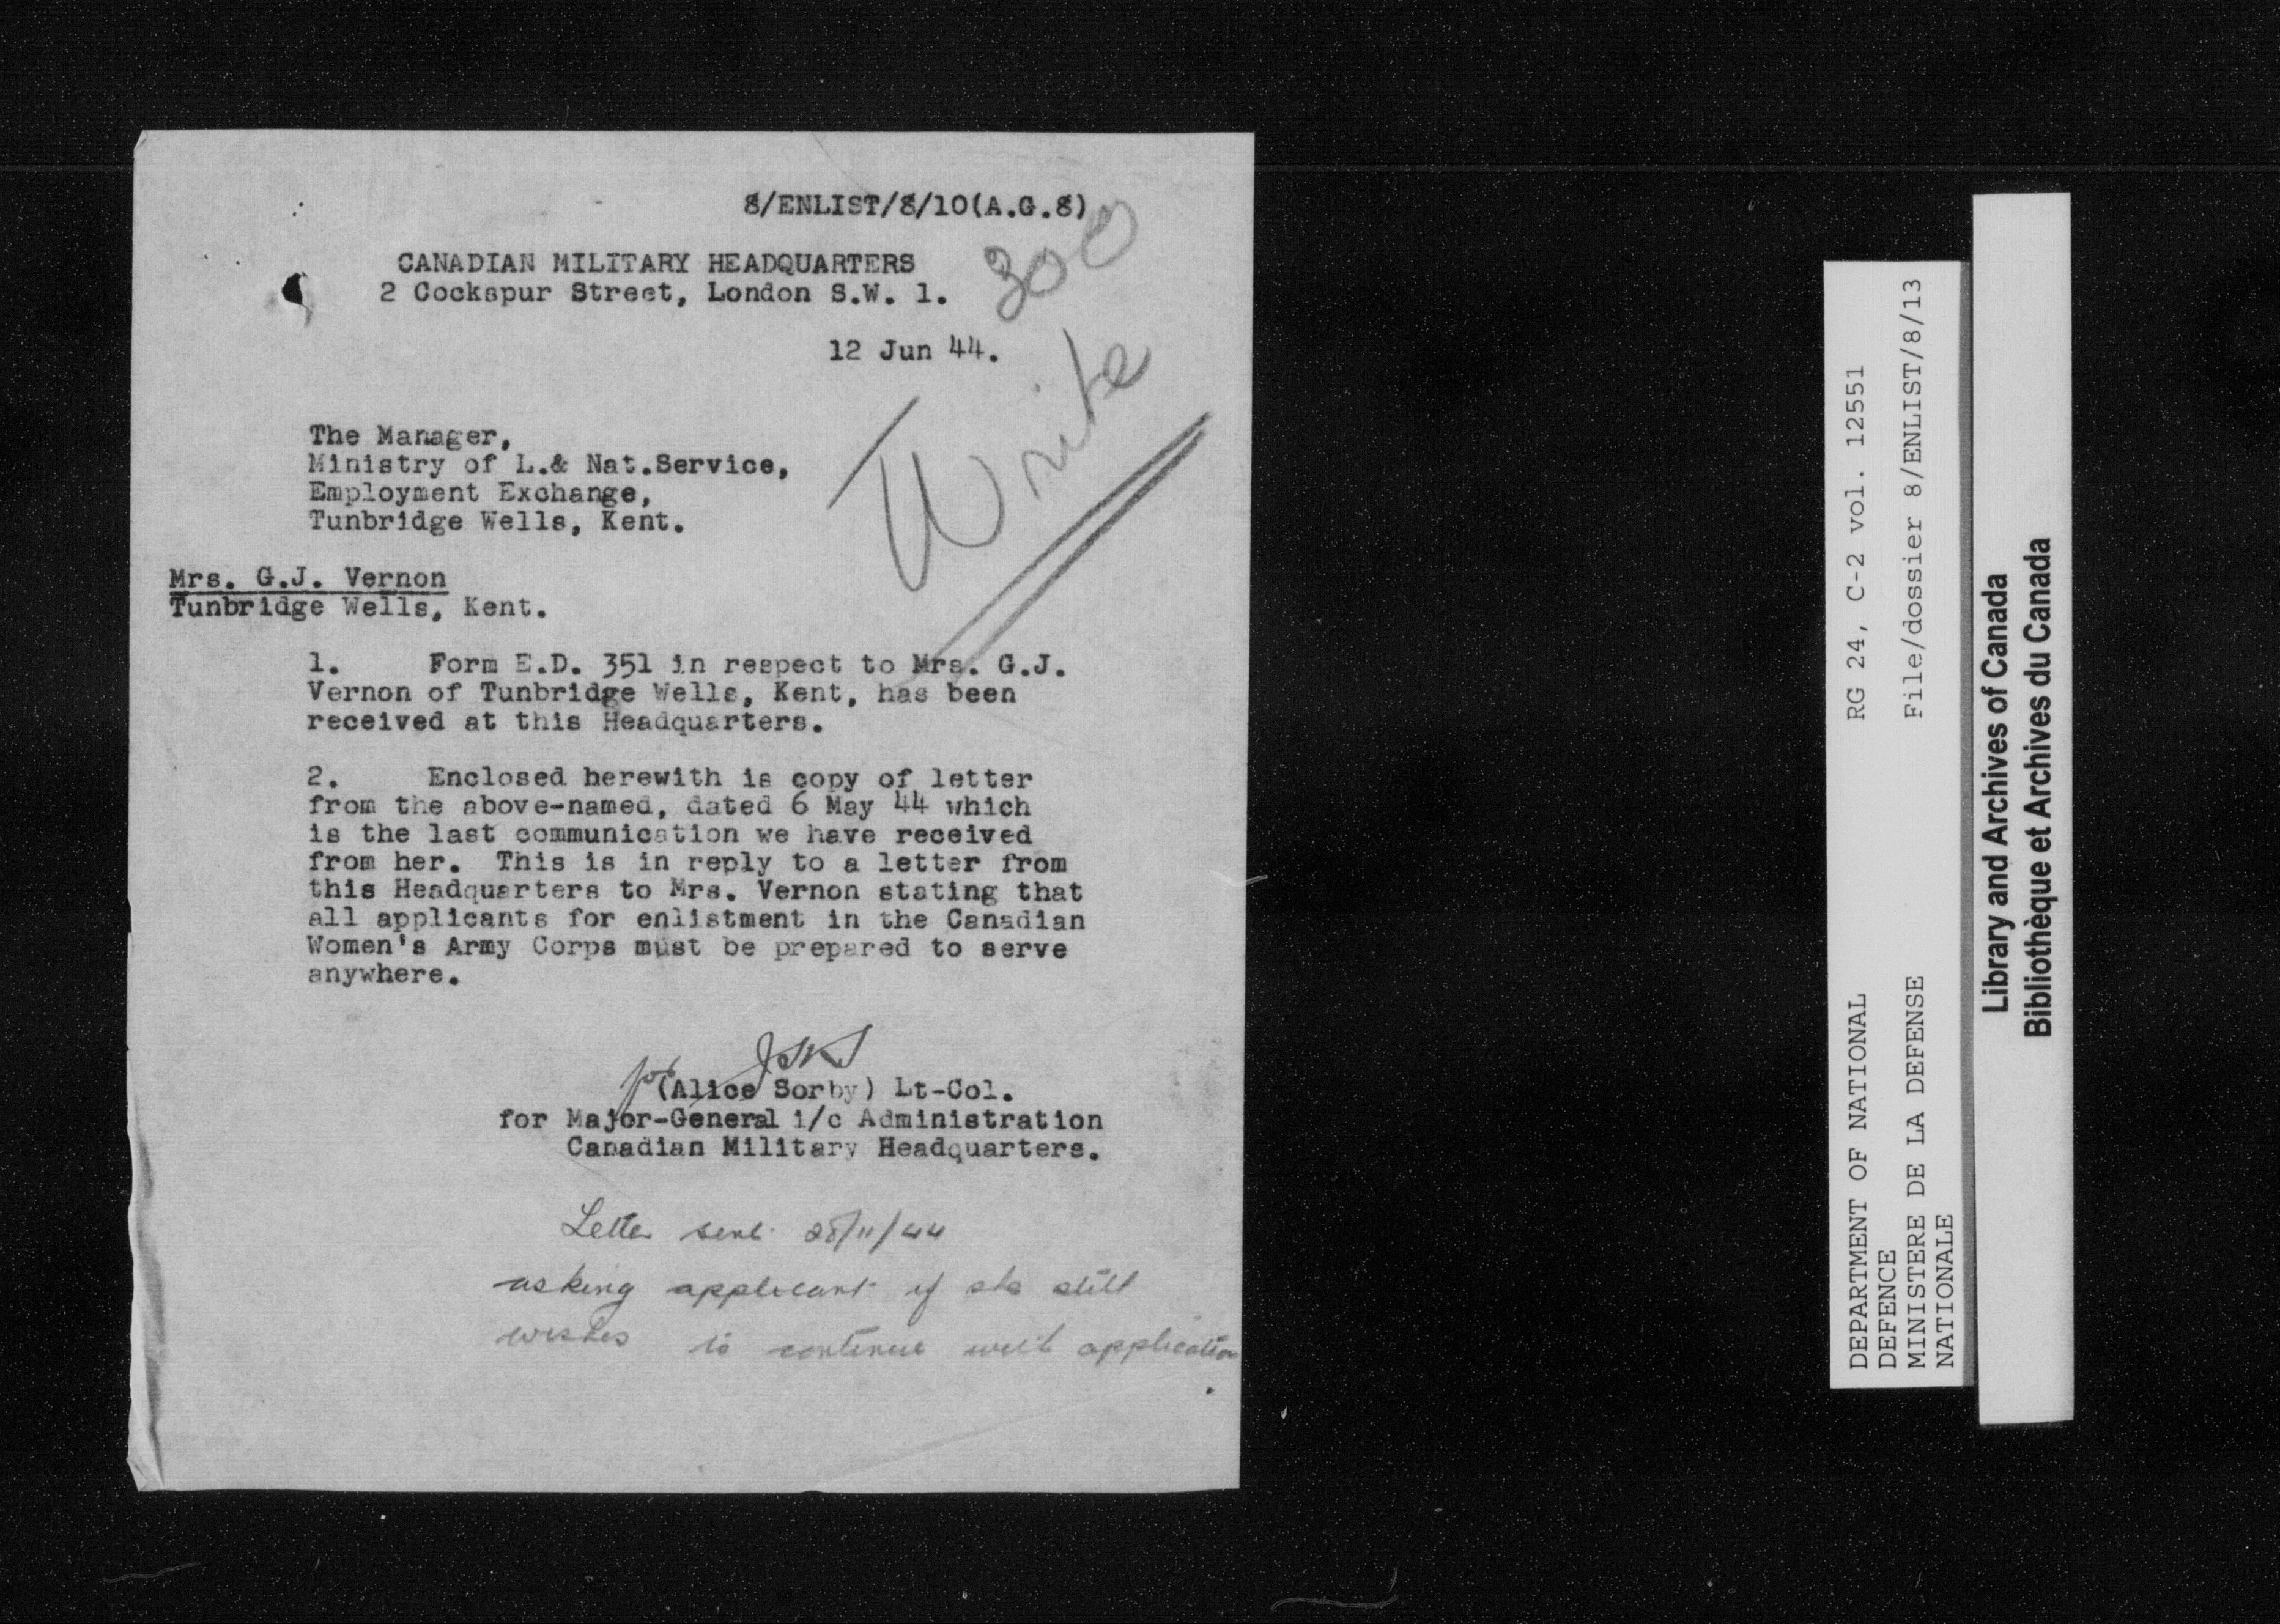 8/ENLIST/8/10(A.G.8)
300
CANADIAN MILITARY HEADQUARTERS
2 Cockspur Street, London S.W. 1.
12 Jun 44.
Write
The Manager,
Ministry of L.& Nat.Service,
Employment Exchange,
Tunbridge Wells, Kent.
Mrs. G.J. Vernon
Tunbridge Wells, Kent.
1. Form E.D. 351 in respect to Mrs. G.J.
Vernon of Tunbridge Wells, Kent, has been
received at this Headquarters.
2. Enclosed herewith is copy of letter
from the above-named, dated 6 May 44 which
is the last communication we have received
from her. This is in reply to a letter from
this Headquarters to Mrs. Vernon stating that
all applicants for enlistment in the Canadian
Women's Army Corps must be prepared to serve
anywhere.
for
(Alice Sorby) Lt-Col.
for Major-General i/c Administration
Canadian Military Headquarters.
Letter sent 28/11/44
asking applicant if she still
wishes to continue with application
.
RG 24, C-2 vol. 12551
File/dossier 8/ENLIST/8/13
DEPARTMENT OF NATIONAL
DEFENCE
MINISTERE DE LA DEFENSE
NATIONALE
Library and Archives of Canada
Bibliothèque et Archives du Canada